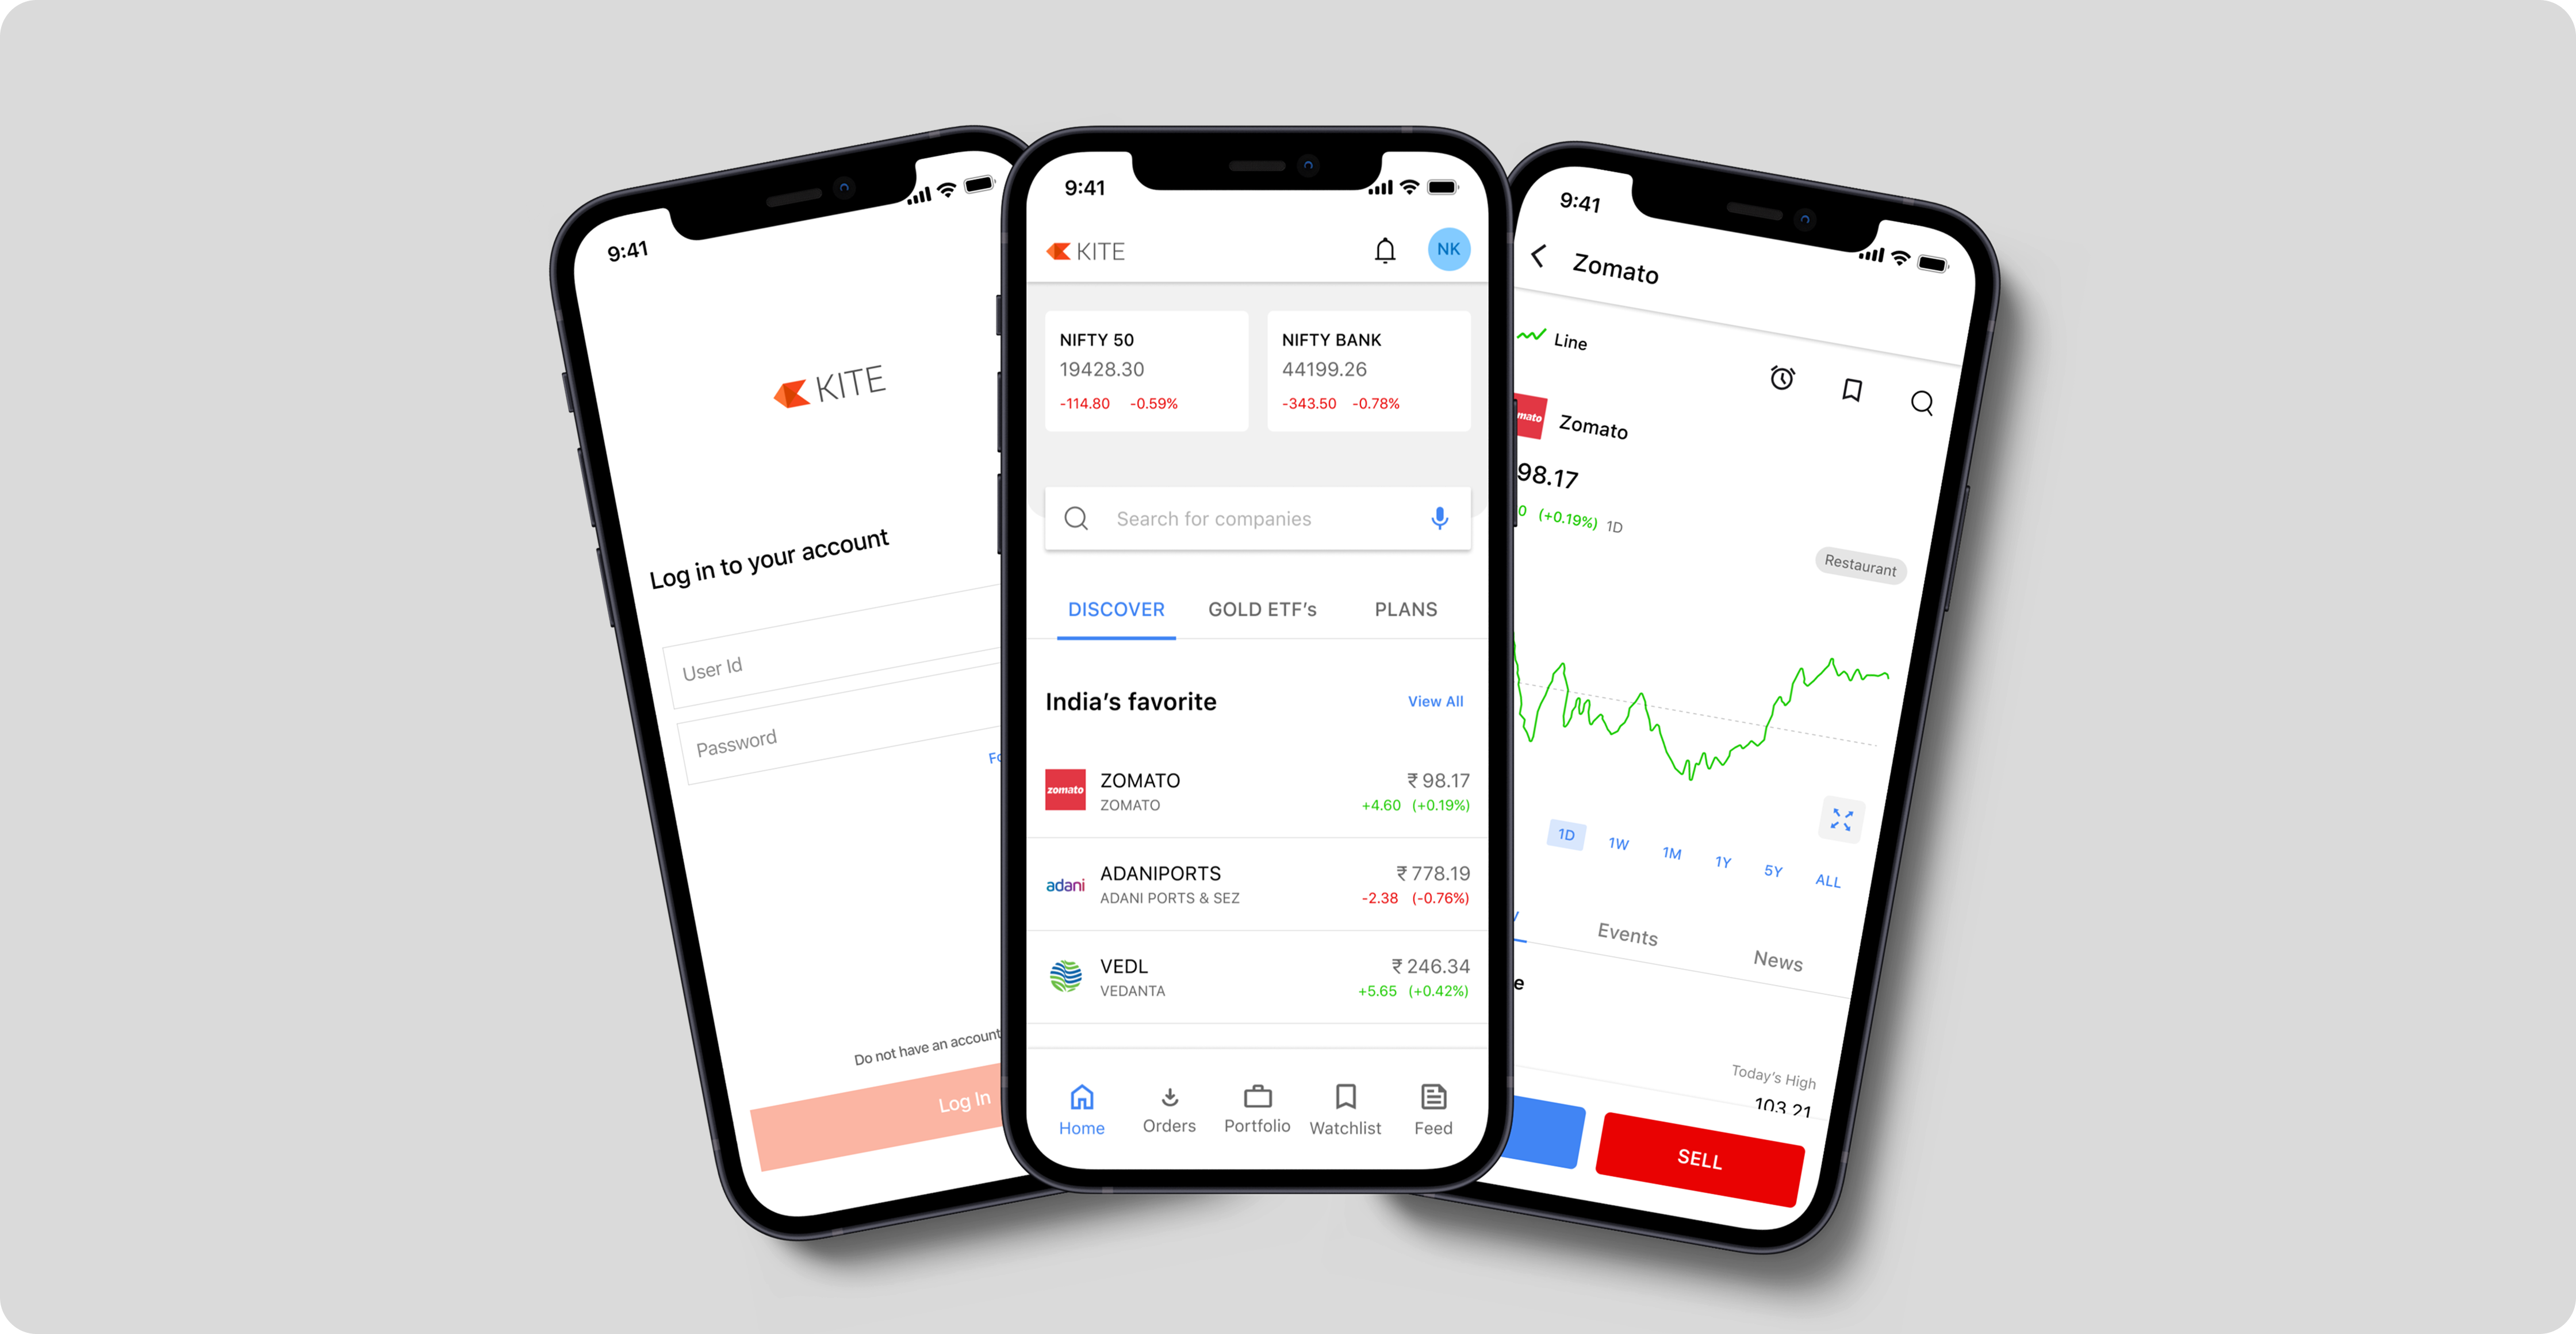 9:41
KITE
Log in to your account
User Id
Password
Do not have an account
Log In
9:41
KITE
NK
NIFTY 50
19428.30
-114.80 -0.59%
NIFTY BANK
44199.26
-343.50 -0.78%
Search for companies
DISCOVER GOLD ETF's PLANS
India's favorite View All
zomato
ZOMATO ₹ 98.17
ZOMATO +4.60 (+0.19%)
adani
ADANIPORTS ₹ 778.19
ADANI PORTS & SEZ -2.38 (-0.76%)
VEDL ₹ 246.34
VEDANTA +5.65 (+0.42%)
Home Orders Portfolio Watchlist Feed
9:41
Zomato
Line
mato
Zomato
98.17
0 (+0.19%) 1D
Restaurant
1D 1W 1M 1Y 5Y ALL
Events News
e
Today's High
103.21
SELL